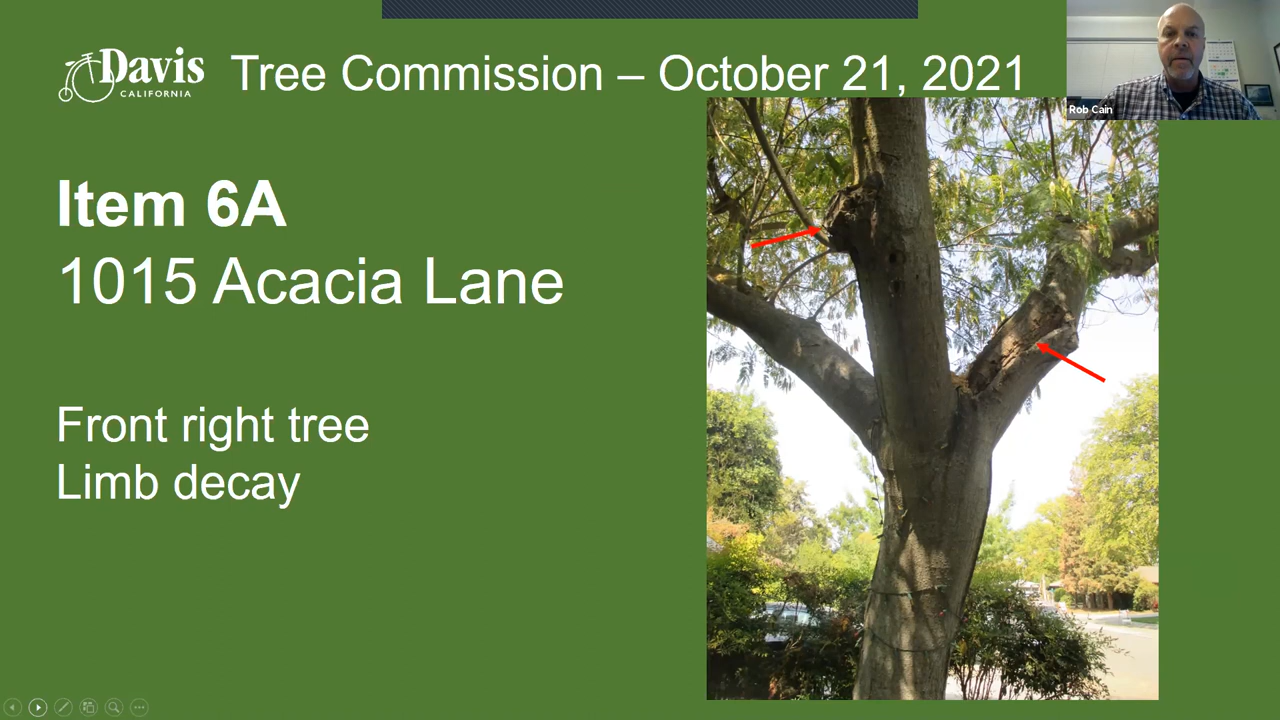 Davis
CALIFORNIA
Tree Commission – October 21, 2021
Rob Cain
Item 6A
1015 Acacia Lane
Front right tree
Limb decay